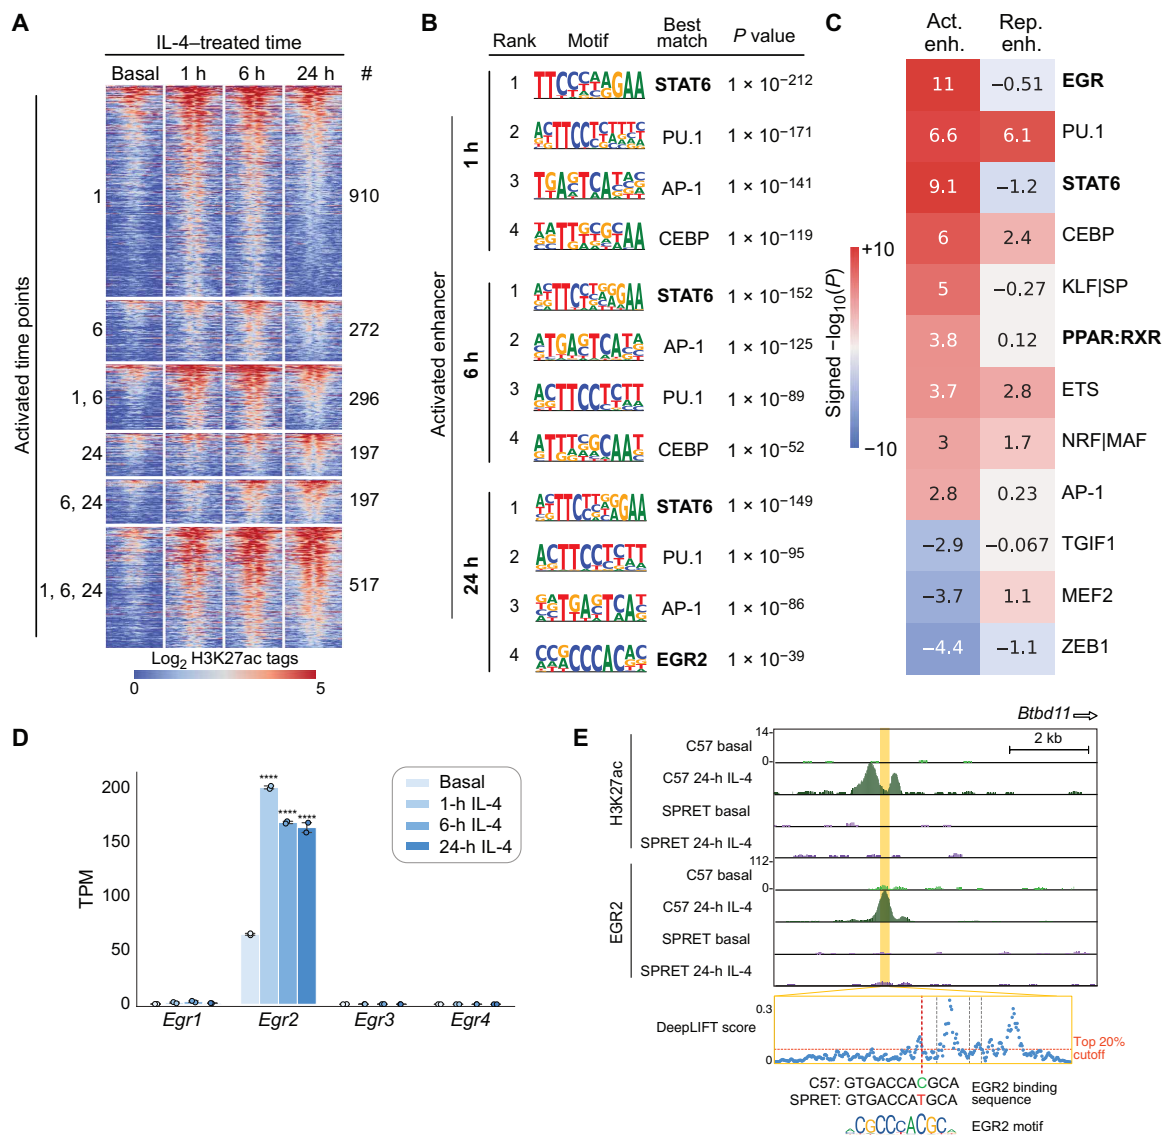 A
IL-4–treated time
Basal 1 h 6 h 24 h #
Activated time points
1 910
6 272
1, 6 296
24 197
6, 24 197
1, 6, 24 517
Log2 H3K27ac tags
0 5
B
Rank Motif Best match P value
Activated enhancer
1 h
1 STAT6 1 × 10−212
2 PU.1 1 × 10−171
3 AP-1 1 × 10−141
4 CEBP 1 × 10−119
6 h
1 STAT6 1 × 10−152
2 AP-1 1 × 10−125
3 PU.1 1 × 10−89
4 CEBP 1 × 10−52
24 h
1 STAT6 1 × 10−149
2 PU.1 1 × 10−95
3 AP-1 1 × 10−86
4 EGR2 1 × 10−39
C
Act. enh. Rep. enh.
11 −0.51 EGR
6.6 6.1 PU.1
9.1 −1.2 STAT6
6 2.4 CEBP
5 −0.27 KLF|SP
3.8 0.12 PPAR:RXR
3.7 2.8 ETS
3 1.7 NRF|MAF
2.8 0.23 AP-1
−2.9 −0.067 TGIF1
−3.7 1.1 MEF2
−4.4 −1.1 ZEB1
+10
−10
Signed −log10(P)
D
TPM
200
150
100
50
0
**** **** ****
Egr1 Egr2 Egr3 Egr4
Basal
1-h IL-4
6-h IL-4
24-h IL-4
E
Btbd11
2 kb
H3K27ac
14
0
C57 basal
C57 24-h IL-4
SPRET basal
SPRET 24-h IL-4
EGR2
112
0
C57 basal
C57 24-h IL-4
SPRET basal
SPRET 24-h IL-4
DeepLIFT score
0.3
0
Top 20% cutoff
C57: GTGACCACGCA
SPRET: GTGACCATGCA
EGR2 binding sequence
EGR2 motif